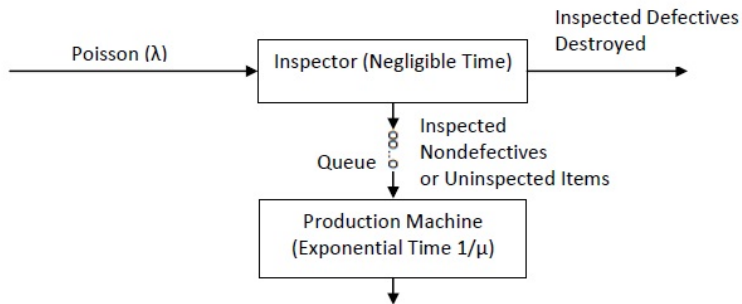 Inspected Defectives
Destroyed
Poisson (λ)
Inspector (Negligible Time)
Inspected
Nondefectives
or Uninspected Items
Queue
Production Machine
(Exponential Time 1/μ)